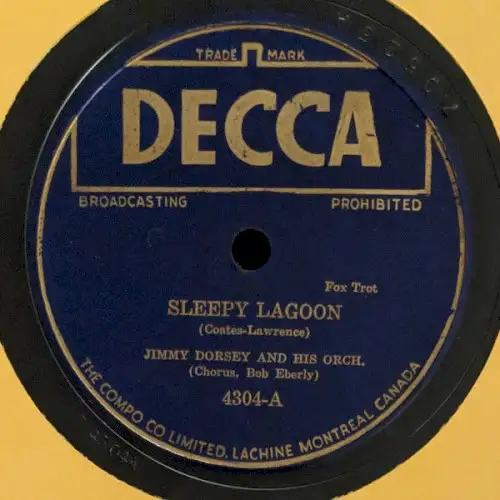 TRADE MARK
DECCA
BROADCASTING PROHIBITED
Fox Trot
SLEEPY LAGOON
(Coates-Lawrence)
JIMMY DORSEY AND HIS ORCH.
(Chorus, Bob Eberly)
4304-A
THE COMPO CO LIMITED. LACHINE MONTREAL CANADA